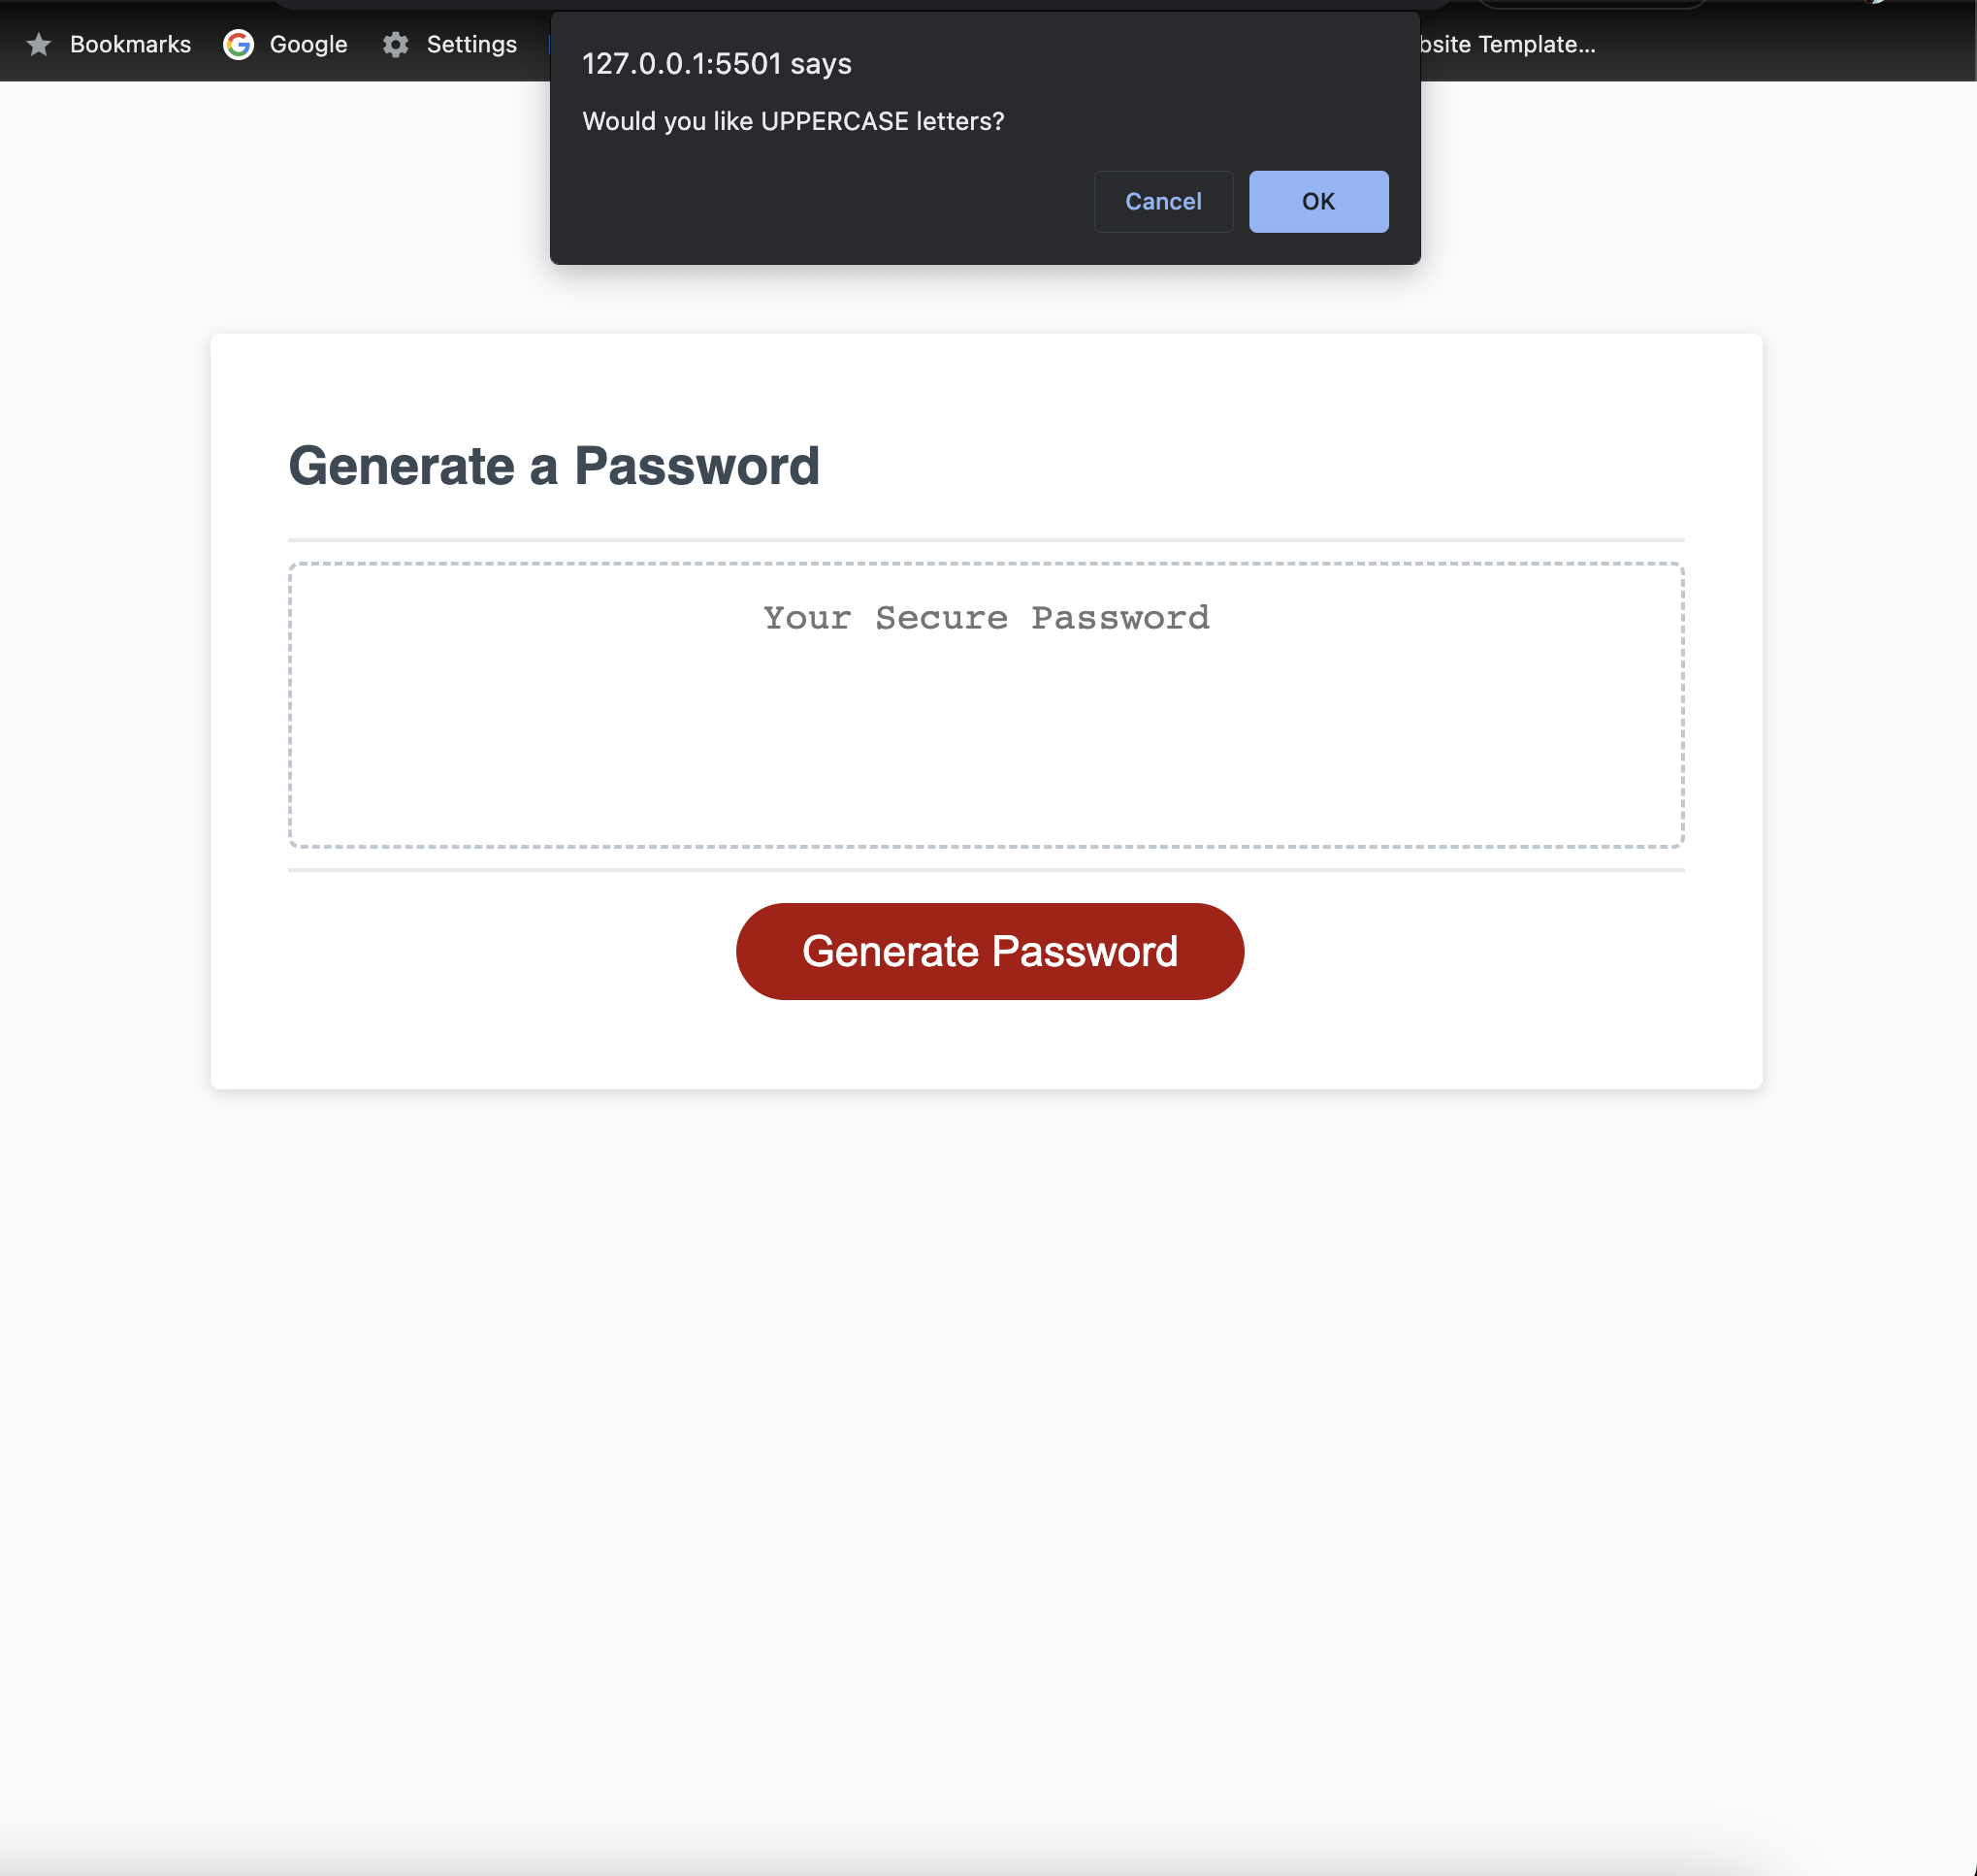 Bookmarks Google Settings
Template...
127.0.0.1:5501 says
Would you like UPPERCASE letters?
Cancel OK
Generate a Password
Your Secure Password
Generate Password